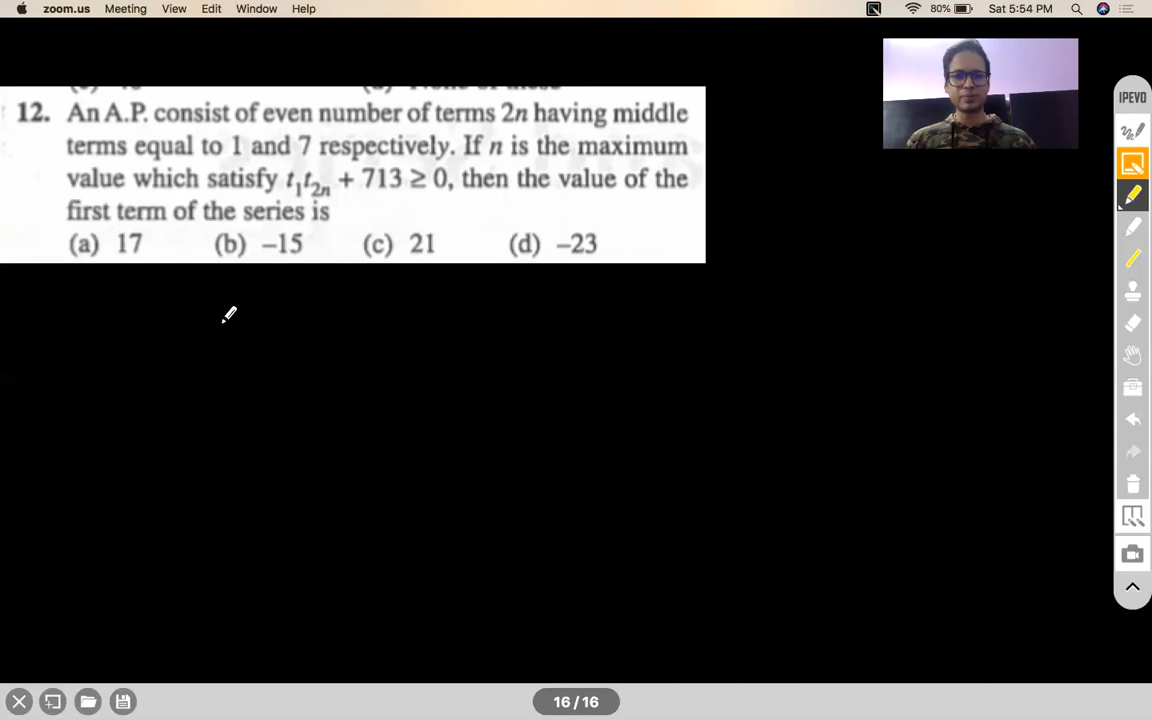 zoom.us Meeting View Edit Window Help 80% Sat 5:54 PM
IPEVO
12. An A.P. consist of even number of terms 2n having middle
terms equal to 1 and 7 respectively. If n is the maximum
value which satisfy t₁t₂ₙ + 713 ≥ 0, then the value of the
first term of the series is
(a) 17 (b) –15 (c) 21 (d) –23
16 / 16